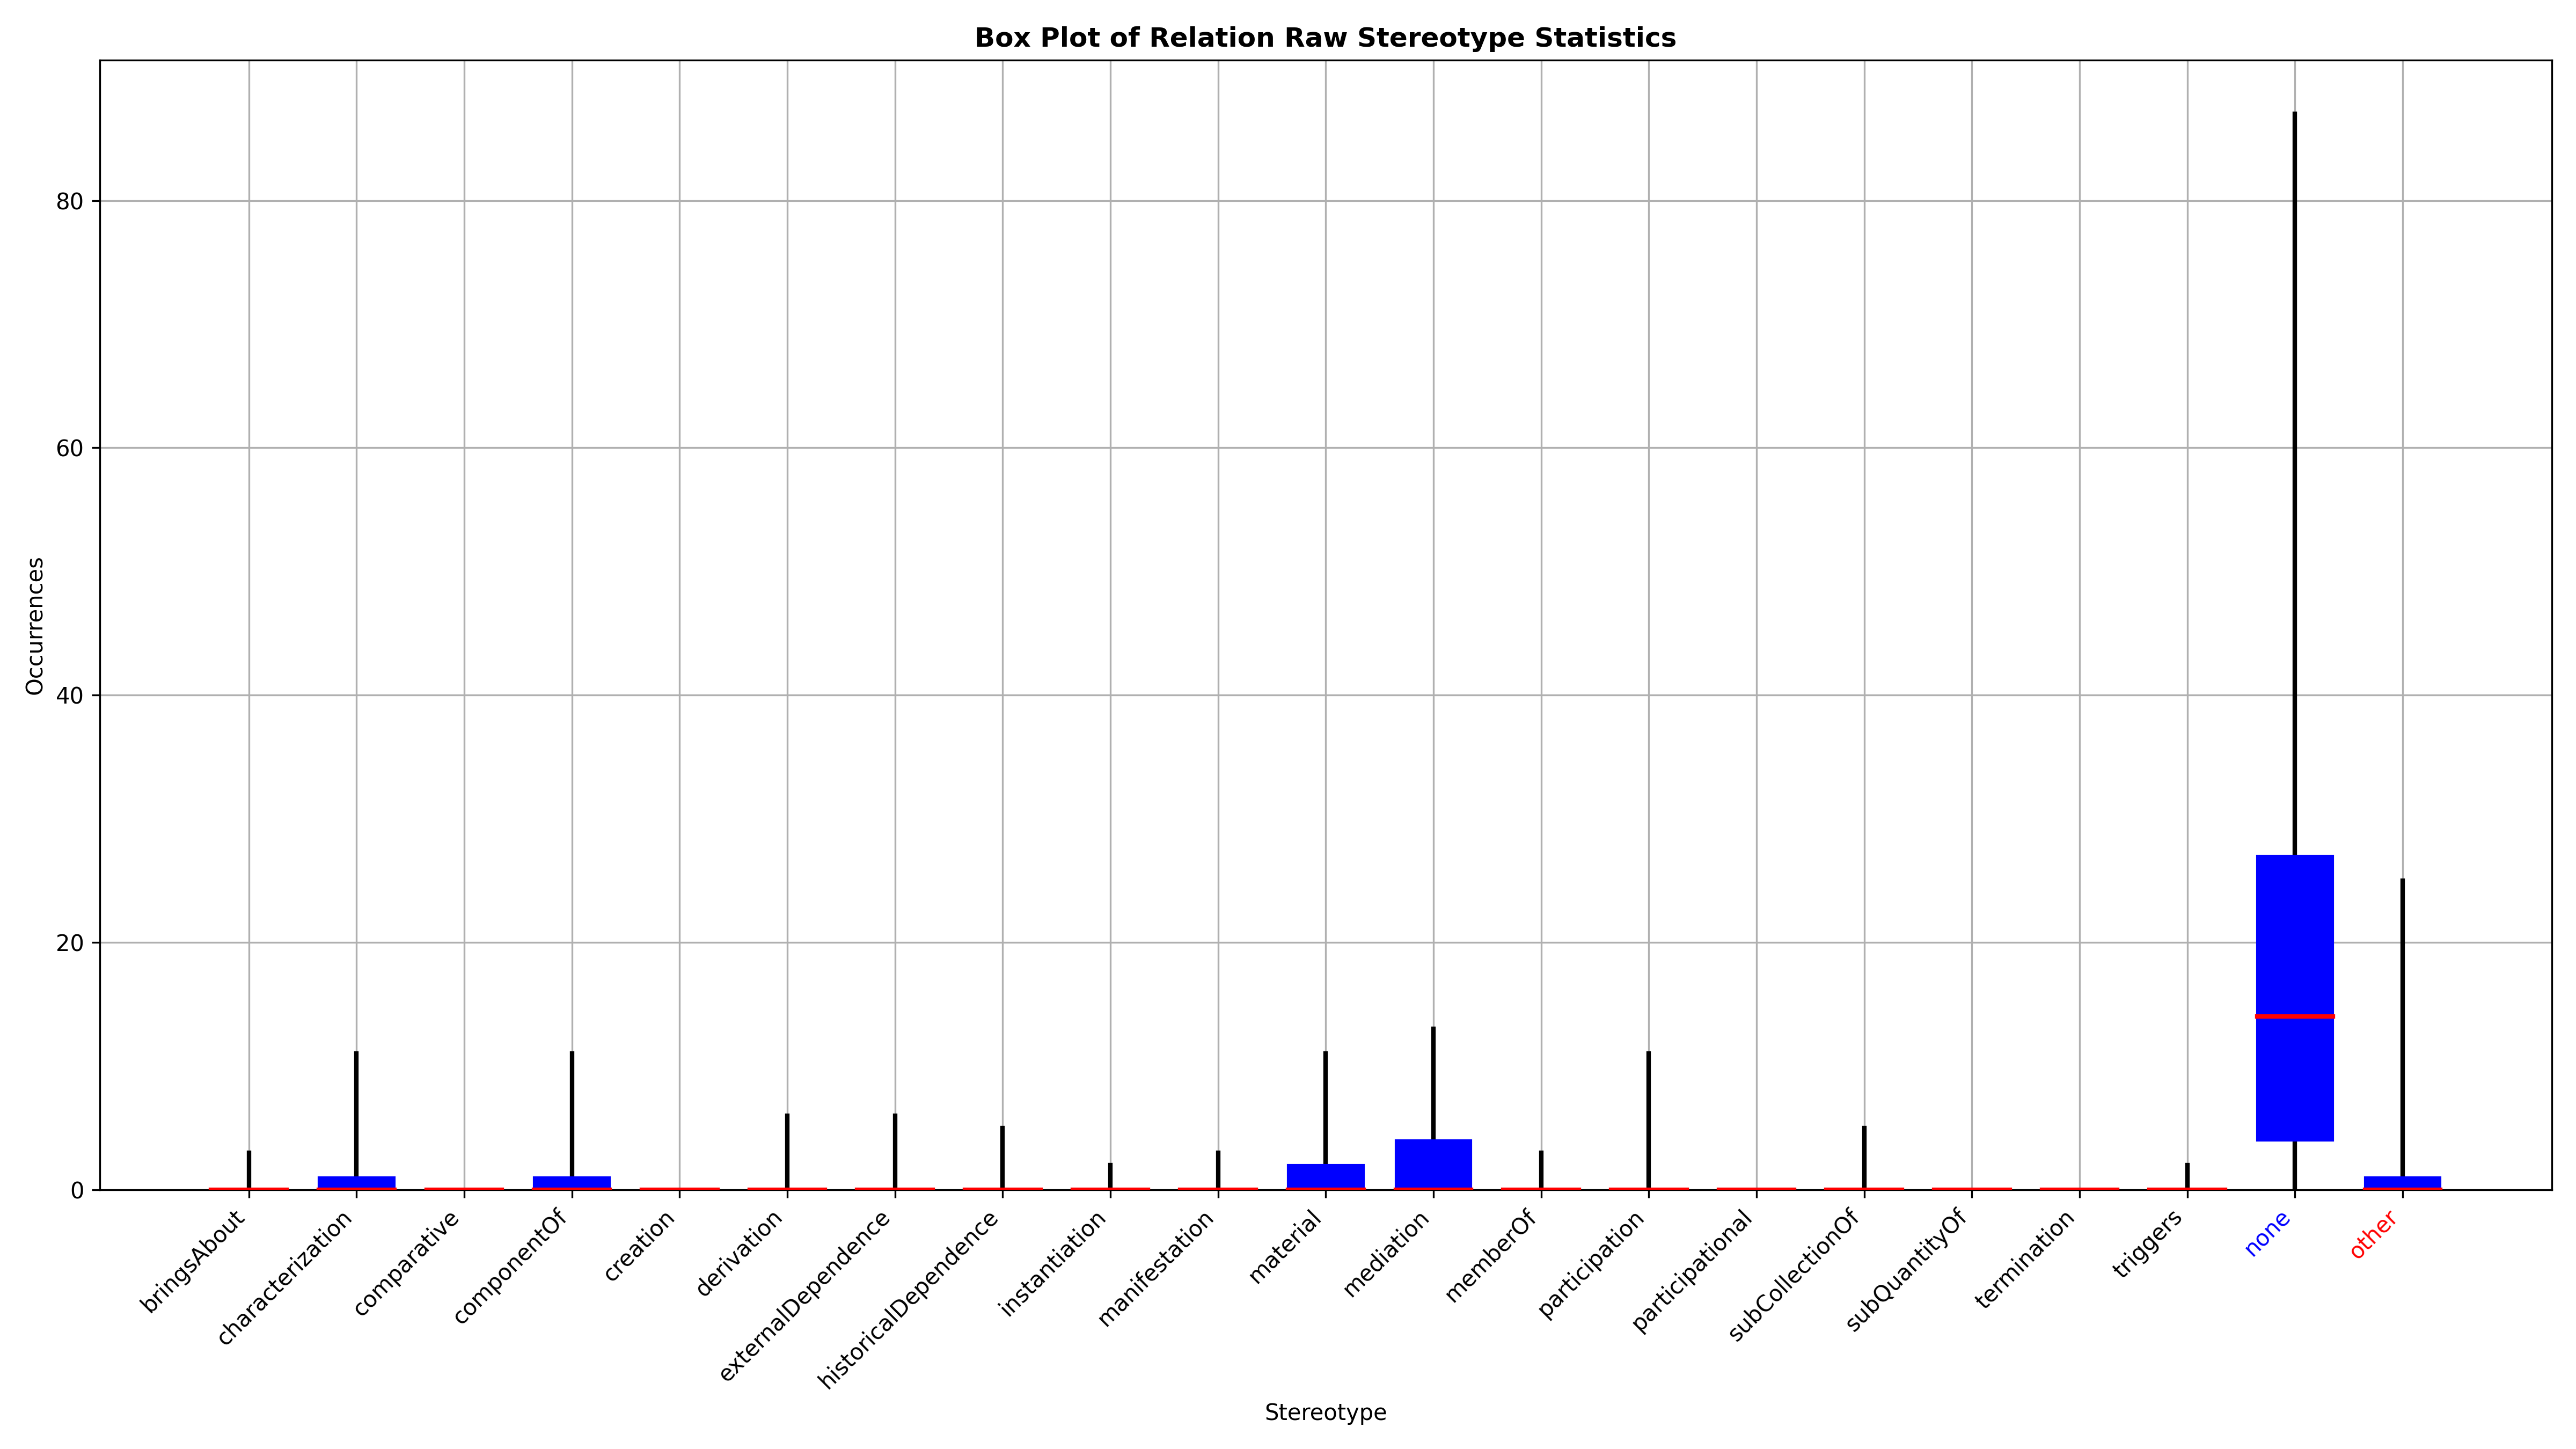 Box Plot of Relation Raw Stereotype Statistics
80
60
40
20
0
Occurrences
bringsAbout
characterization
comparative
componentOf
creation
derivation
externalDependence
historicalDependence
instantiation
manifestation
material
mediation
memberOf
participation
participational
subCollectionOf
subQuantityOf
termination
triggers
none
other
Stereotype